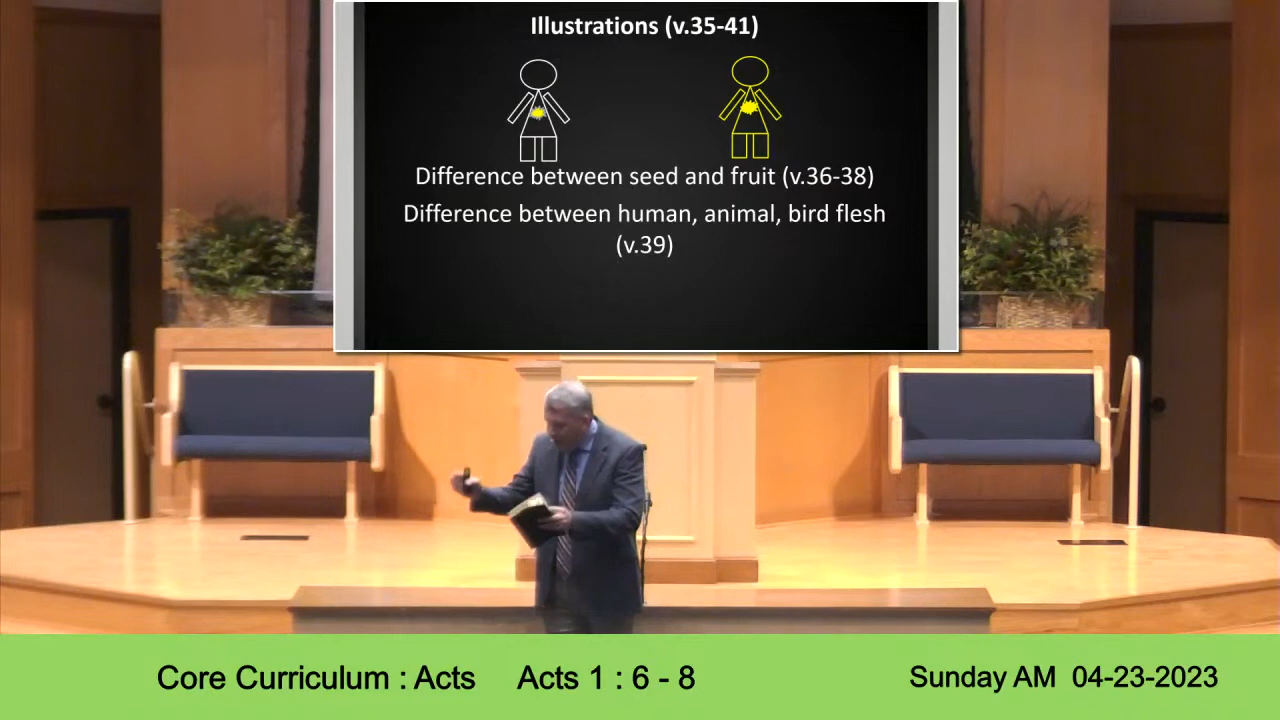 Illustrations (v.35-41)
Difference between seed and fruit (v.36-38)
Difference between human, animal, bird flesh
(v.39)
Core Curriculum : Acts Acts 1 : 6 - 8 Sunday AM 04-23-2023